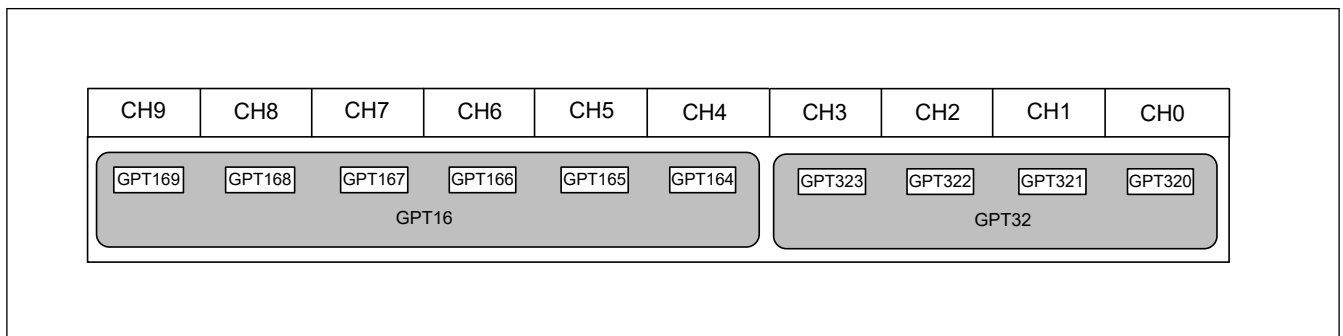 CH9 CH8 CH7 CH6 CH5 CH4 CH3 CH2 CH1 CH0
GPT169 GPT168 GPT167 GPT166 GPT165 GPT164 GPT323 GPT322 GPT321 GPT320
GPT16 GPT32